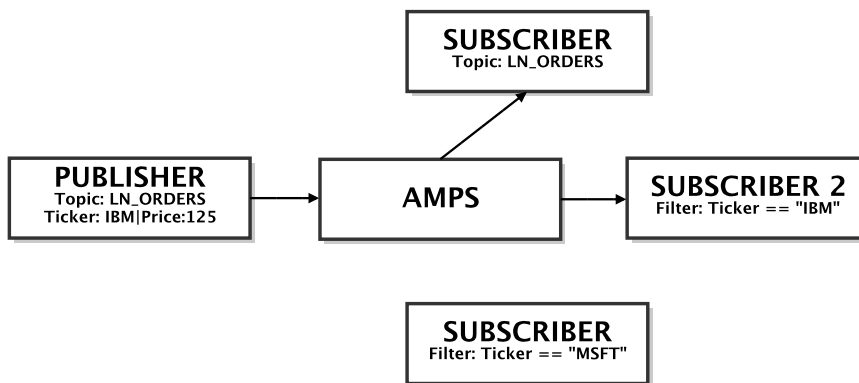 SUBSCRIBER
Topic: LN_ORDERS
PUBLISHER
Topic: LN_ORDERS
Ticker: IBM|Price:125
AMPS
SUBSCRIBER 2
Filter: Ticker == "IBM"
SUBSCRIBER
Filter: Ticker == "MSFT"